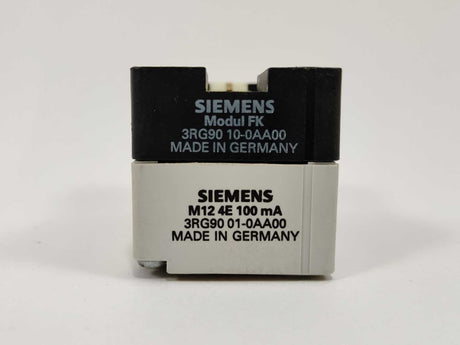 SIEMENS
Modul FK
3RG90 10-0AA00
MADE IN GERMANY
SIEMENS
M12 4E 100 mA
3RG90 01-0AA00
MADE IN GERMANY